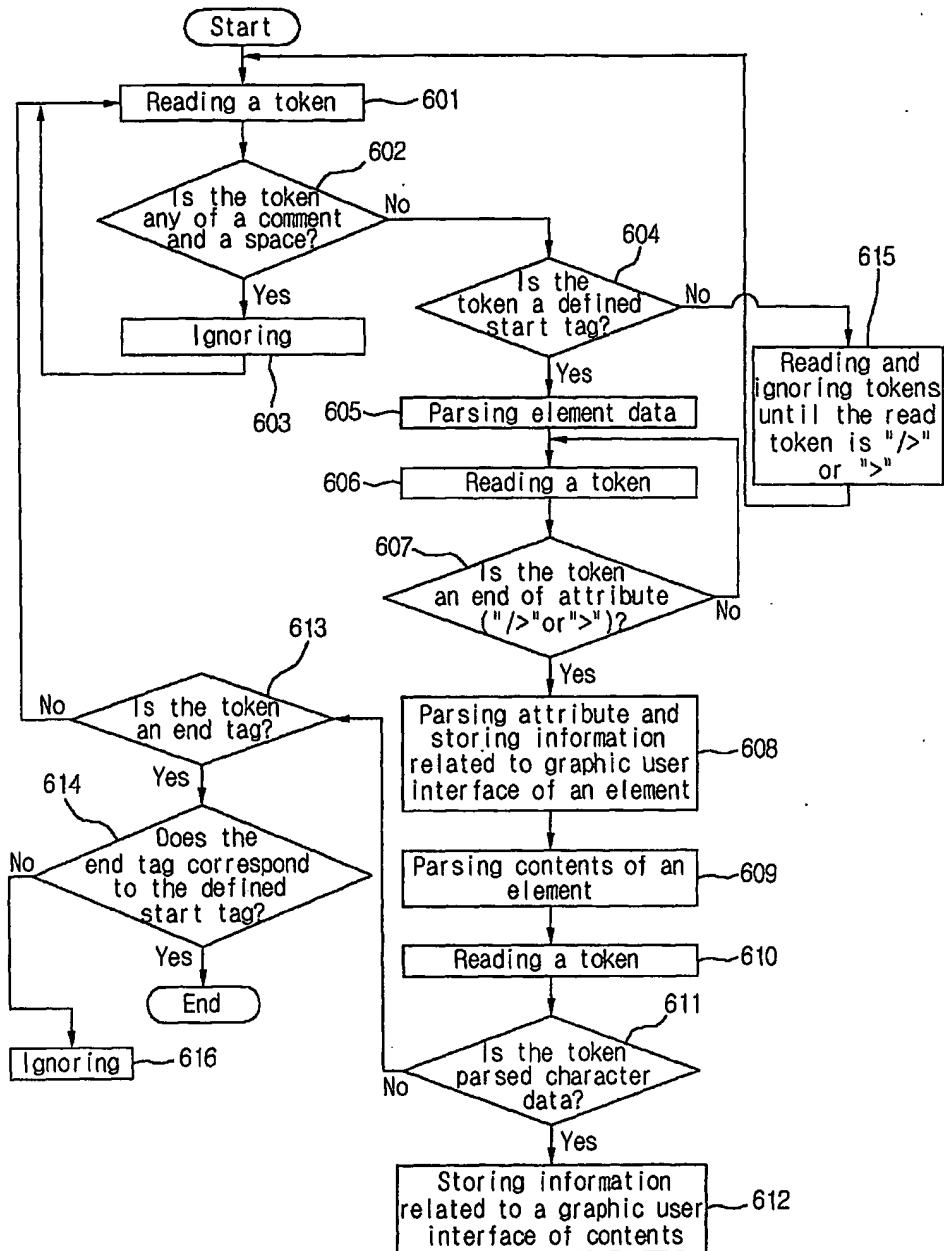 Start
Reading a token
601
602
Is the token
any of a comment
and a space?
No
Yes
Ignoring
603
604
Is the
token a defined
start tag?
No
Yes
615
Reading and
ignoring tokens
until the read
token is "/>"
or ">"
605
Parsing element data
606
Reading a token
607
Is the token
an end of attribute
("/>"or">")?
No
Yes
Parsing attribute and
storing information
related to graphic user
interface of an element
608
Parsing contents of an
element
609
Reading a token
610
611
Is the token
parsed character
data?
No
Yes
Storing information
related to a graphic user
interface of contents
612
613
Is the token
an end tag?
No
Yes
614
Does the
end tag correspond
to the defined
start tag?
No
Yes
End
Ignoring
616